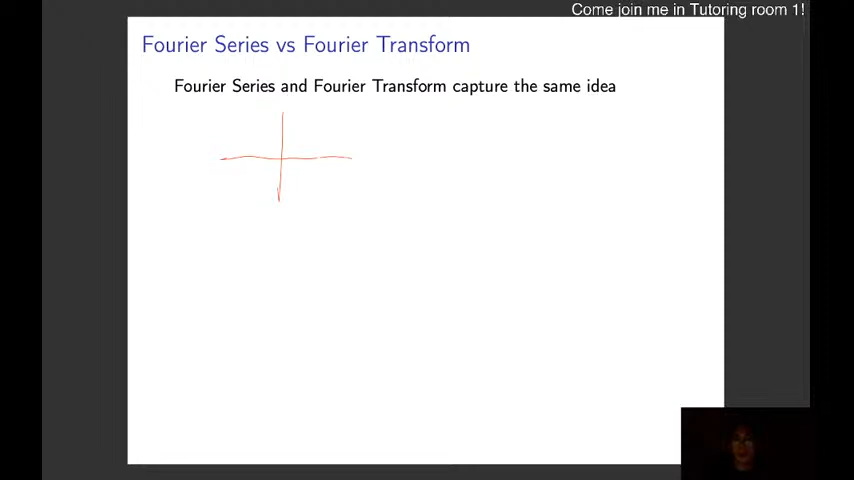 Come join me in Tutoring room 1!
Fourier Series vs Fourier Transform
Fourier Series and Fourier Transform capture the same idea